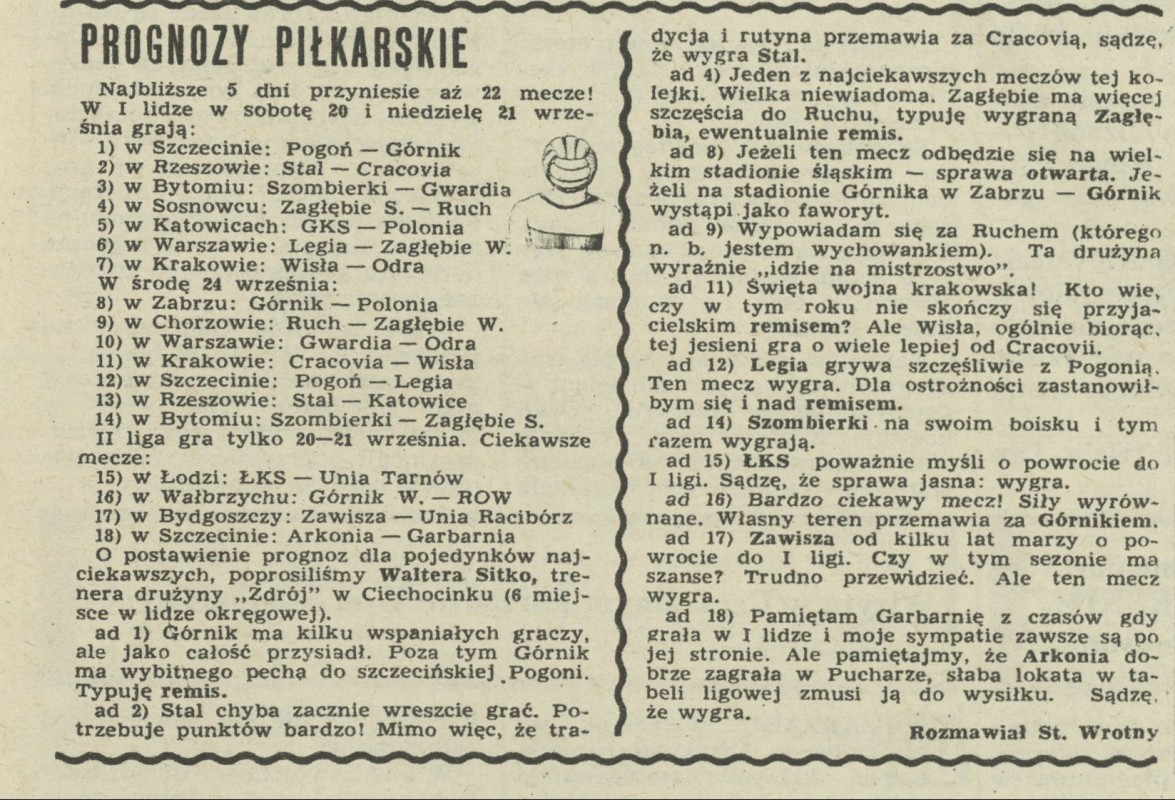 PROGNOZY PIŁKARSKIE
Najbliższe 5 dni przyniesie aż 22 mecze!
W I lidze w sobotę 20 i niedzielę 21 wrze-
śnia grają:
1) w Szczecinie: Pogoń — Górnik
2) w Rzeszowie: Stal — Cracovia
3) w Bytomiu: Szombierki — Gwardia
4) w Sosnowcu: Zagłębie S. — Ruch
5) w Katowicach: GKS — Polonia
6) w Warszawie: Legia — Zagłębie W.
7) w Krakowie: Wisła — Odra
W środę 24 września:
8) w Zabrzu: Górnik — Polonia
9) w Chorzowie: Ruch — Zagłębie W.
10) w Warszawie: Gwardia — Odra
11) w Krakowie: Cracovia — Wisła
12) w Szczecinie: Pogoń — Legia
13) w Rzeszowie: Stal — Katowice
14) w Bytomiu: Szombierki — Zagłębie S.
II liga gra tylko 20—21 września. Ciekawsze
mecze:
15) w Łodzi: ŁKS — Unia Tarnów
16) w Wałbrzychu: Górnik W. — ROW
17) w Bydgoszczy: Zawisza — Unia Racibórz
18) w Szczecinie: Arkonia — Garbarnia
O postawienie prognoz dla pojedynków naj-
ciekawszych, poprosiliśmy Waltera Sitko, tre-
nera drużyny „Zdrój” w Ciechocinku (6 miej-
sce w lidze okręgowej).
ad 1) Górnik ma kilku wspaniałych graczy,
ale jako całość przysiadł. Poza tym Górnik
ma wybitnego pecha do szczecińskiej Pogoni.
Typuję remis.
ad 2) Stal chyba zacznie wreszcie grać. Po-
trzebuje punktów bardzo! Mimo więc, że tra-
dycja i rutyna przemawia za Cracovią, sądzę,
że wygra Stal.
ad 4) Jeden z najciekawszych meczów tej ko-
lejki. Wielka niewiadoma. Zagłębie ma więcej
szczęścia do Ruchu, typuję wygraną Zagłę-
bia, ewentualnie remis.
ad 8) Jeżeli ten mecz odbędzie się na wiel-
kim stadionie śląskim — sprawa otwarta. Je-
żeli na stadionie Górnika w Zabrzu — Górnik
wystąpi jako faworyt.
ad 9) Wypowiadam się za Ruchem (którego
n. b. jestem wychowankiem). Ta drużyna
wyraźnie „idzie na mistrzostwo”.
ad 11) Święta wojna krakowska! Kto wie,
czy w tym roku nie skończy się przyja-
cielskim remisem? Ale Wisła, ogólnie biorąc,
tej jesieni gra o wiele lepiej od Cracovii.
ad 12) Legia grywa szczęśliwie z Pogonią.
Ten mecz wygra. Dla ostrożności zastanowił-
bym się i nad remisem.
ad 14) Szombierki na swoim boisku i tym
razem wygrają.
ad 15) ŁKS poważnie myśli o powrocie do
I ligi. Sądzę, że sprawa jasna: wygra.
ad 16) Bardzo ciekawy mecz! Siły wyrów-
nane. Własny teren przemawia za Górnikiem.
ad 17) Zawisza od kilku lat marzy o po-
wrocie do I ligi. Czy w tym sezonie ma
szanse? Trudno przewidzieć. Ale ten mecz
wygra.
ad 18) Pamiętam Garbarnię z czasów gdy
grała w I lidze i moje sympatie zawsze są po
jej stronie. Ale pamiętajmy, że Arkonia do-
brze zagrała w Pucharze, słaba lokata w ta-
beli ligowej zmusi ją do wysiłku. Sądzę,
że wygra.
Rozmawiał St. Wrotny